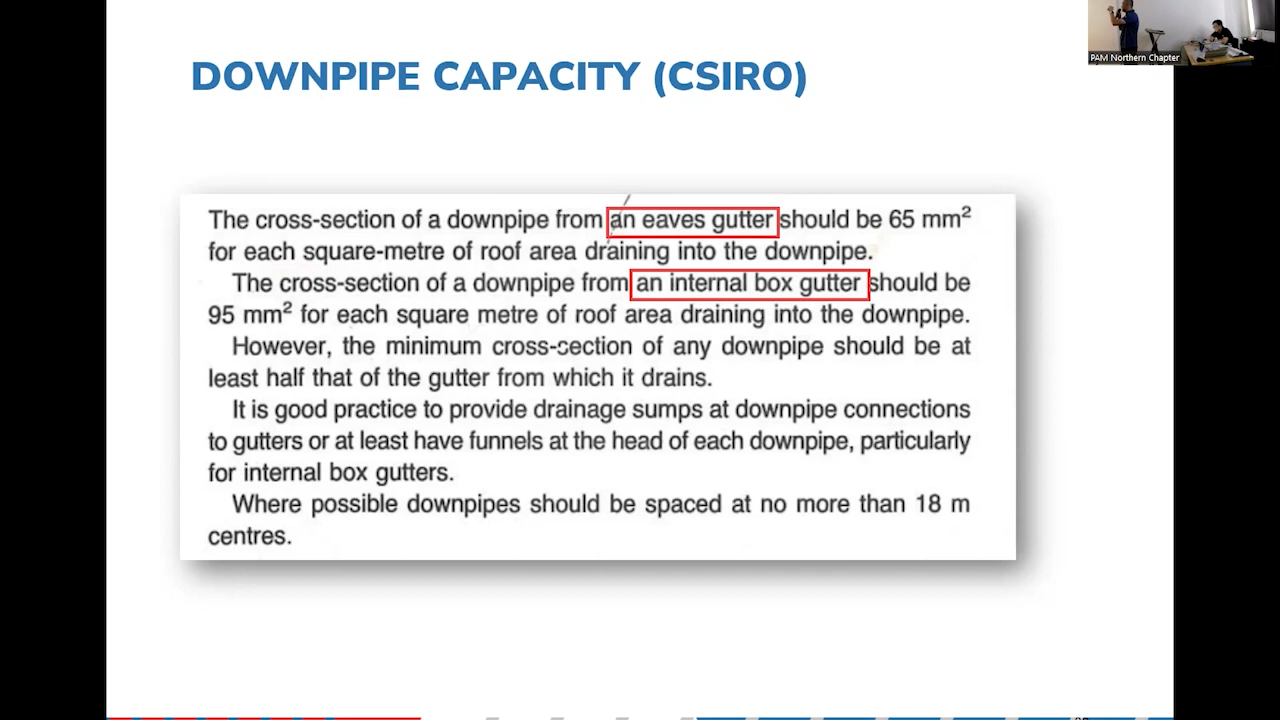 PAM Northern Chapter
DOWNPIPE CAPACITY (CSIRO)
The cross-section of a downpipe from an eaves gutter should be 65 mm²
for each square-metre of roof area draining into the downpipe.
The cross-section of a downpipe from an internal box gutter should be
95 mm² for each square metre of roof area draining into the downpipe.
However, the minimum cross-section of any downpipe should be at
least half that of the gutter from which it drains.
It is good practice to provide drainage sumps at downpipe connections
to gutters or at least have funnels at the head of each downpipe, particularly
for internal box gutters.
Where possible downpipes should be spaced at no more than 18 m
centres.